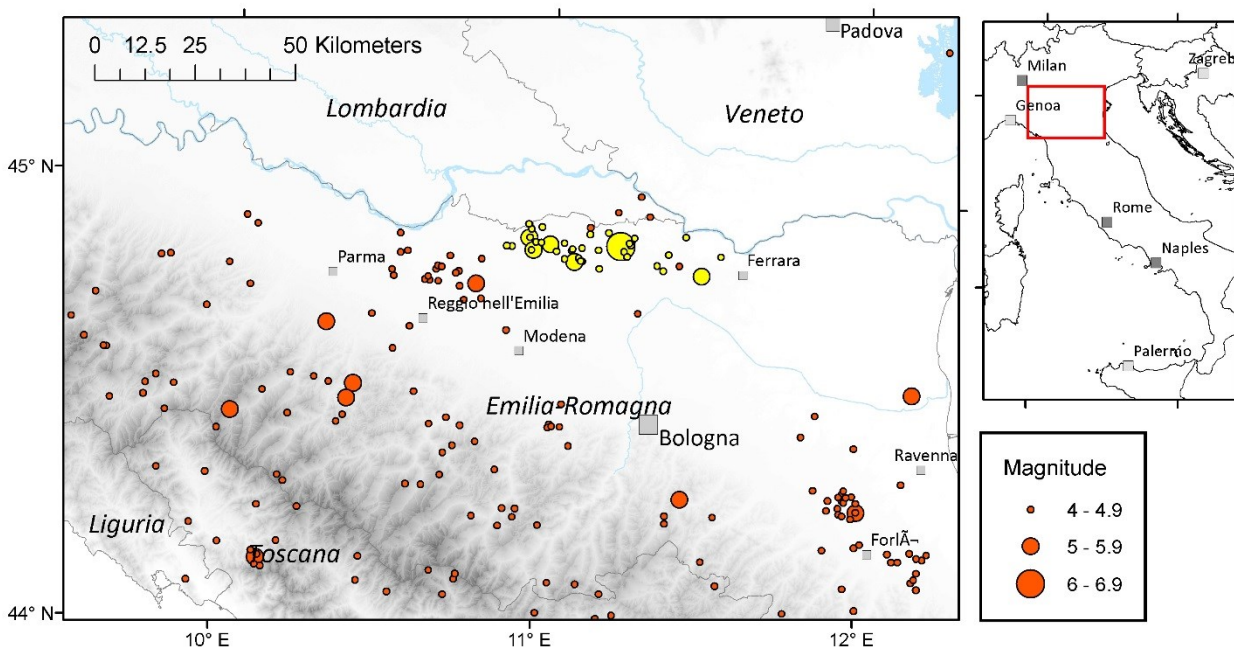 0 12.5 25 50 Kilometers
Padova
Lombardia
Veneto
45° N
Parma
Ferrara
Reggio nell'Emilia
Modena
Emilia-Romagna
Bologna
Ravenna
Liguria
Toscana
ForlÃ¬
44° N
10° E
11° E
12° E
Milan
Zagreb
Genoa
Rome
Naples
Palermo
Magnitude
4 - 4.9
5 - 5.9
6 - 6.9